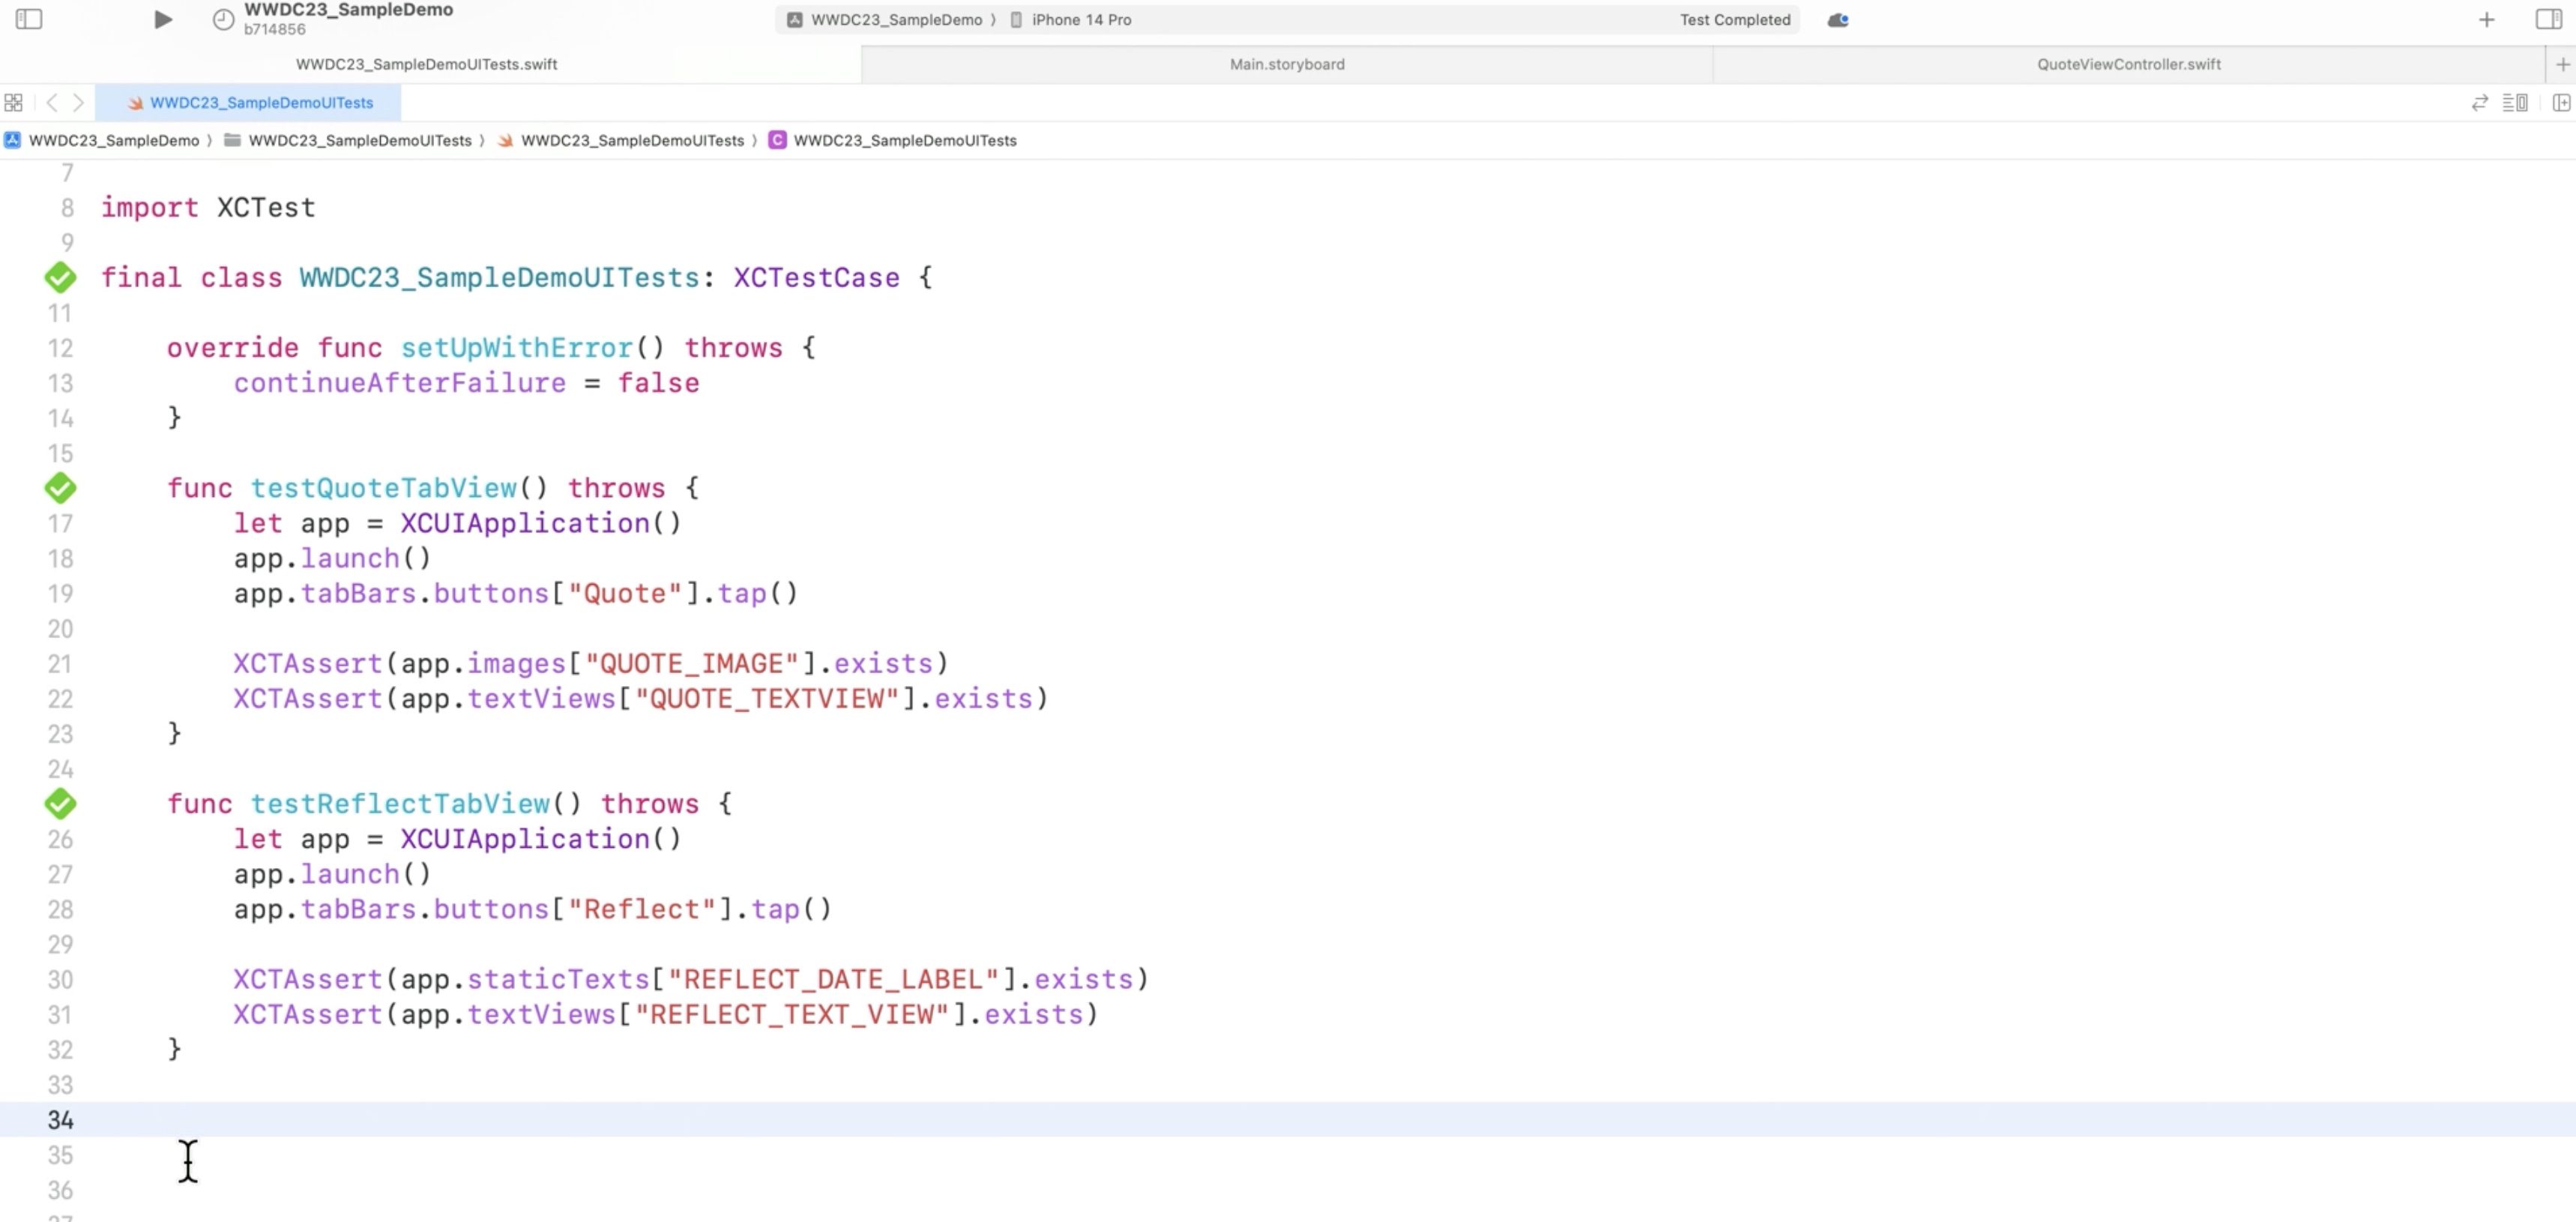 WWDC23_SampleDemo
b714856
WWDC23_SampleDemo 〉 iPhone 14 Pro
Test Completed
WWDC23_SampleDemoUITests.swift
Main.storyboard
QuoteViewController.swift
WWDC23_SampleDemoUITests
WWDC23_SampleDemo 〉 WWDC23_SampleDemoUITests 〉 WWDC23_SampleDemoUITests 〉 C WWDC23_SampleDemoUITests
7
8 import XCTest
9
final class WWDC23_SampleDemoUITests: XCTestCase {
11
12 override func setUpWithError() throws {
13 continueAfterFailure = false
14 }
15
func testQuoteTabView() throws {
17 let app = XCUIApplication()
18 app.launch()
19 app.tabBars.buttons["Quote"].tap()
20
21 XCTAssert(app.images["QUOTE_IMAGE"].exists)
22 XCTAssert(app.textViews["QUOTE_TEXTVIEW"].exists)
23 }
24
func testReflectTabView() throws {
26 let app = XCUIApplication()
27 app.launch()
28 app.tabBars.buttons["Reflect"].tap()
29
30 XCTAssert(app.staticTexts["REFLECT_DATE_LABEL"].exists)
31 XCTAssert(app.textViews["REFLECT_TEXT_VIEW"].exists)
32 }
33
34
35
36